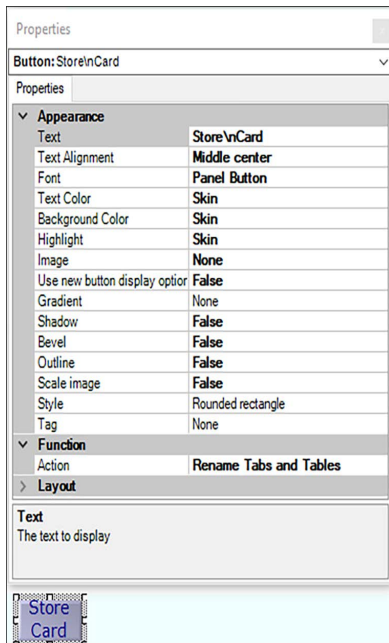 Properties
Button: Store\nCard
Properties
Appearance
Text Store\nCard
Text Alignment Middle center
Font Panel Button
Text Color Skin
Background Color Skin
Highlight Skin
Image None
Use new button display option False
Gradient None
Shadow False
Bevel False
Outline False
Scale image False
Style Rounded rectangle
Tag None
Function
Action Rename Tabs and Tables
Layout
Text
The text to display
Store
Card